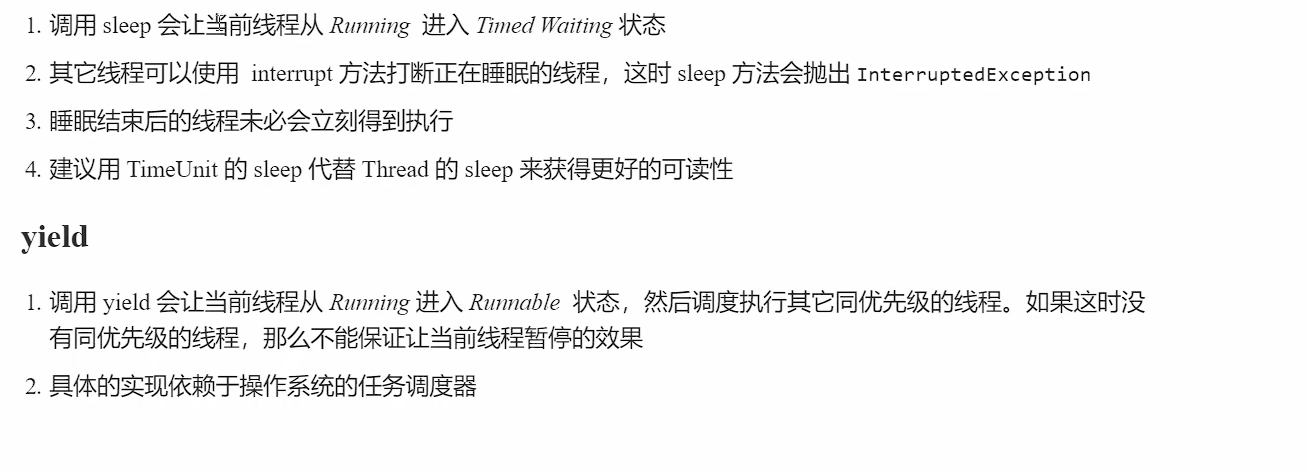 1. 调用 sleep 会让当前线程从 Running 进入 Timed Waiting 状态
2. 其它线程可以使用 interrupt 方法打断正在睡眠的线程，这时 sleep 方法会抛出 InterruptedException
3. 睡眠结束后的线程未必会立刻得到执行
4. 建议用 TimeUnit 的 sleep 代替 Thread 的 sleep 来获得更好的可读性
yield
1. 调用 yield 会让当前线程从 Running 进入 Runnable 状态，然后调度执行其它同优先级的线程。如果这时没
有同优先级的线程，那么不能保证让当前线程暂停的效果
2. 具体的实现依赖于操作系统的任务调度器